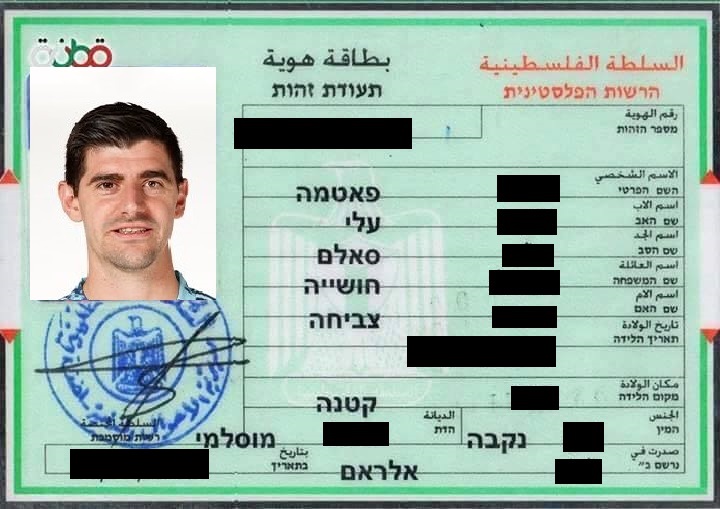 قطنة
بطاقة هوية
السلطة الفلسطينية
תעודת זהות
הרשות הפלסטינית
رقم الهوية
מספר הזהות
الاسم الشخصي
השם הפרטי
פאטמה
اسم الاب
שם האב
עלי
اسم الجد
שם הסב
סאלם
اسم العائلة
שם המשפחה
חושייה
اسم الام
שם האם
צביחה
تاريخ الولادة
תאריך הלידה
مكان الولادة
מקום הלידה
קטנה
الجنس
המין
נקבה
الديانة
הדת
מוסלמי
صدرت في
נרשם ב"
אלראם
بتاريخ
בתאריך
רשות מוסמכת